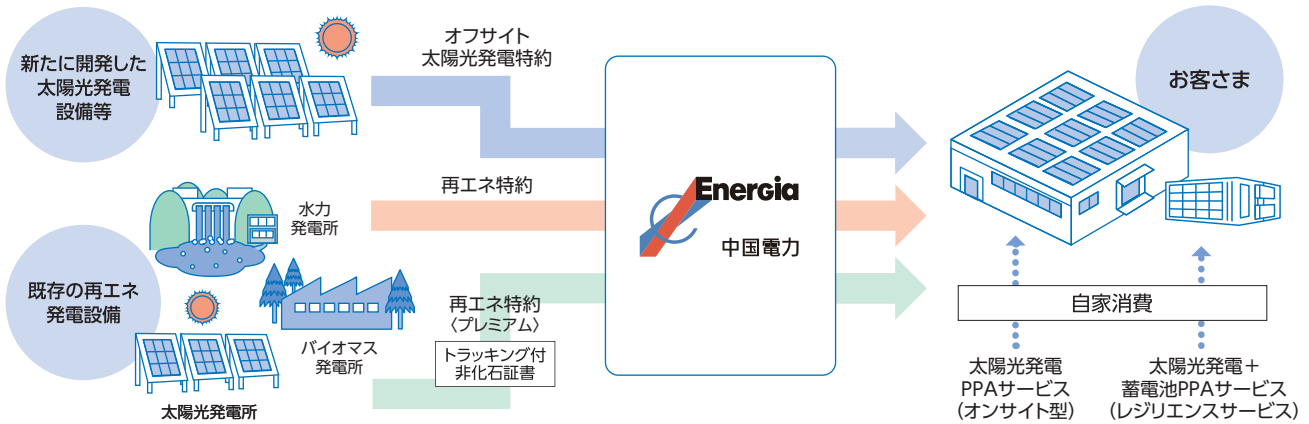 新たに開発した
太陽光発電
設備等
オフサイト
太陽光発電特約
お客さま
再エネ特約
水力
発電所
Energia
中国電力
既存の再エネ
発電設備
バイオマス
発電所
太陽光発電所
再エネ特約
〈プレミアム〉
トラッキング付
非化石証書
自家消費
太陽光発電
PPAサービス
（オンサイト型）
太陽光発電＋
蓄電池PPAサービス
（レジリエンスサービス）